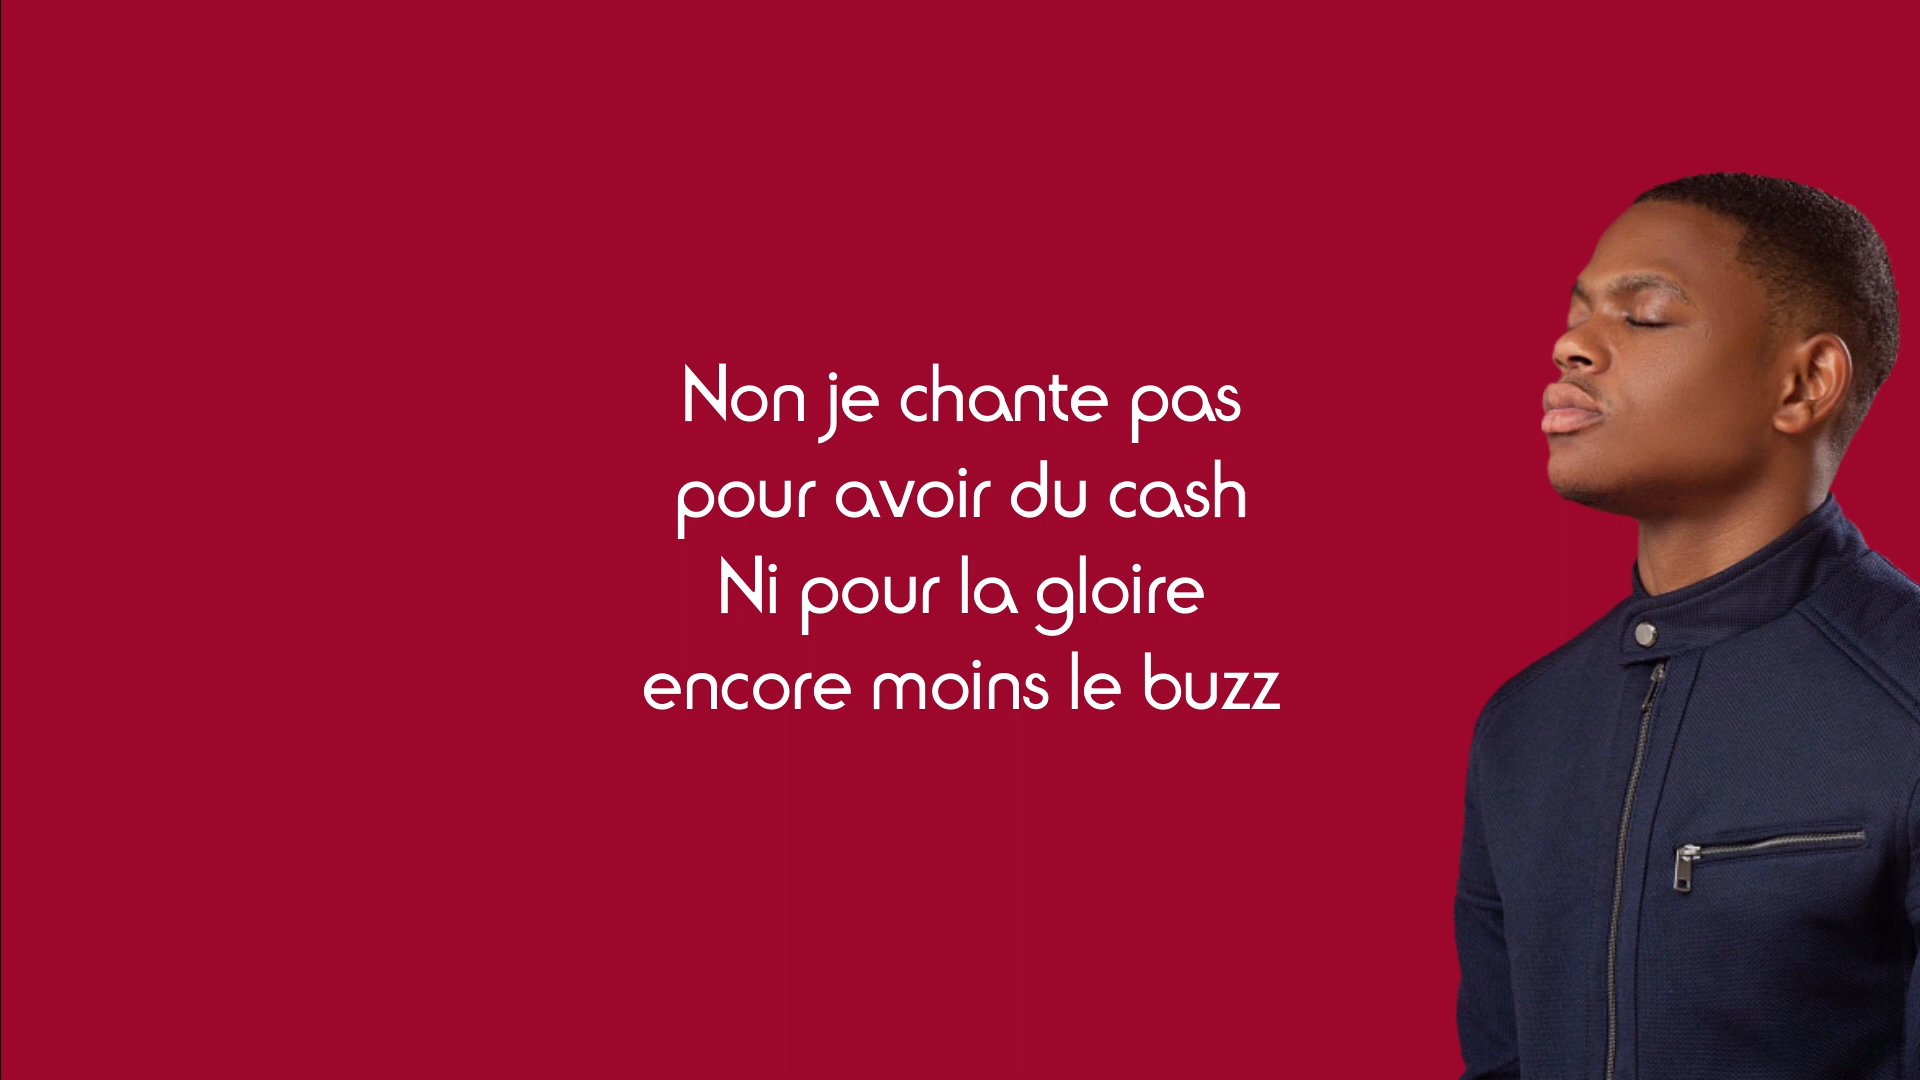 Non je chante pas
pour avoir du cash
Ni pour la gloire
encore moins le buzz